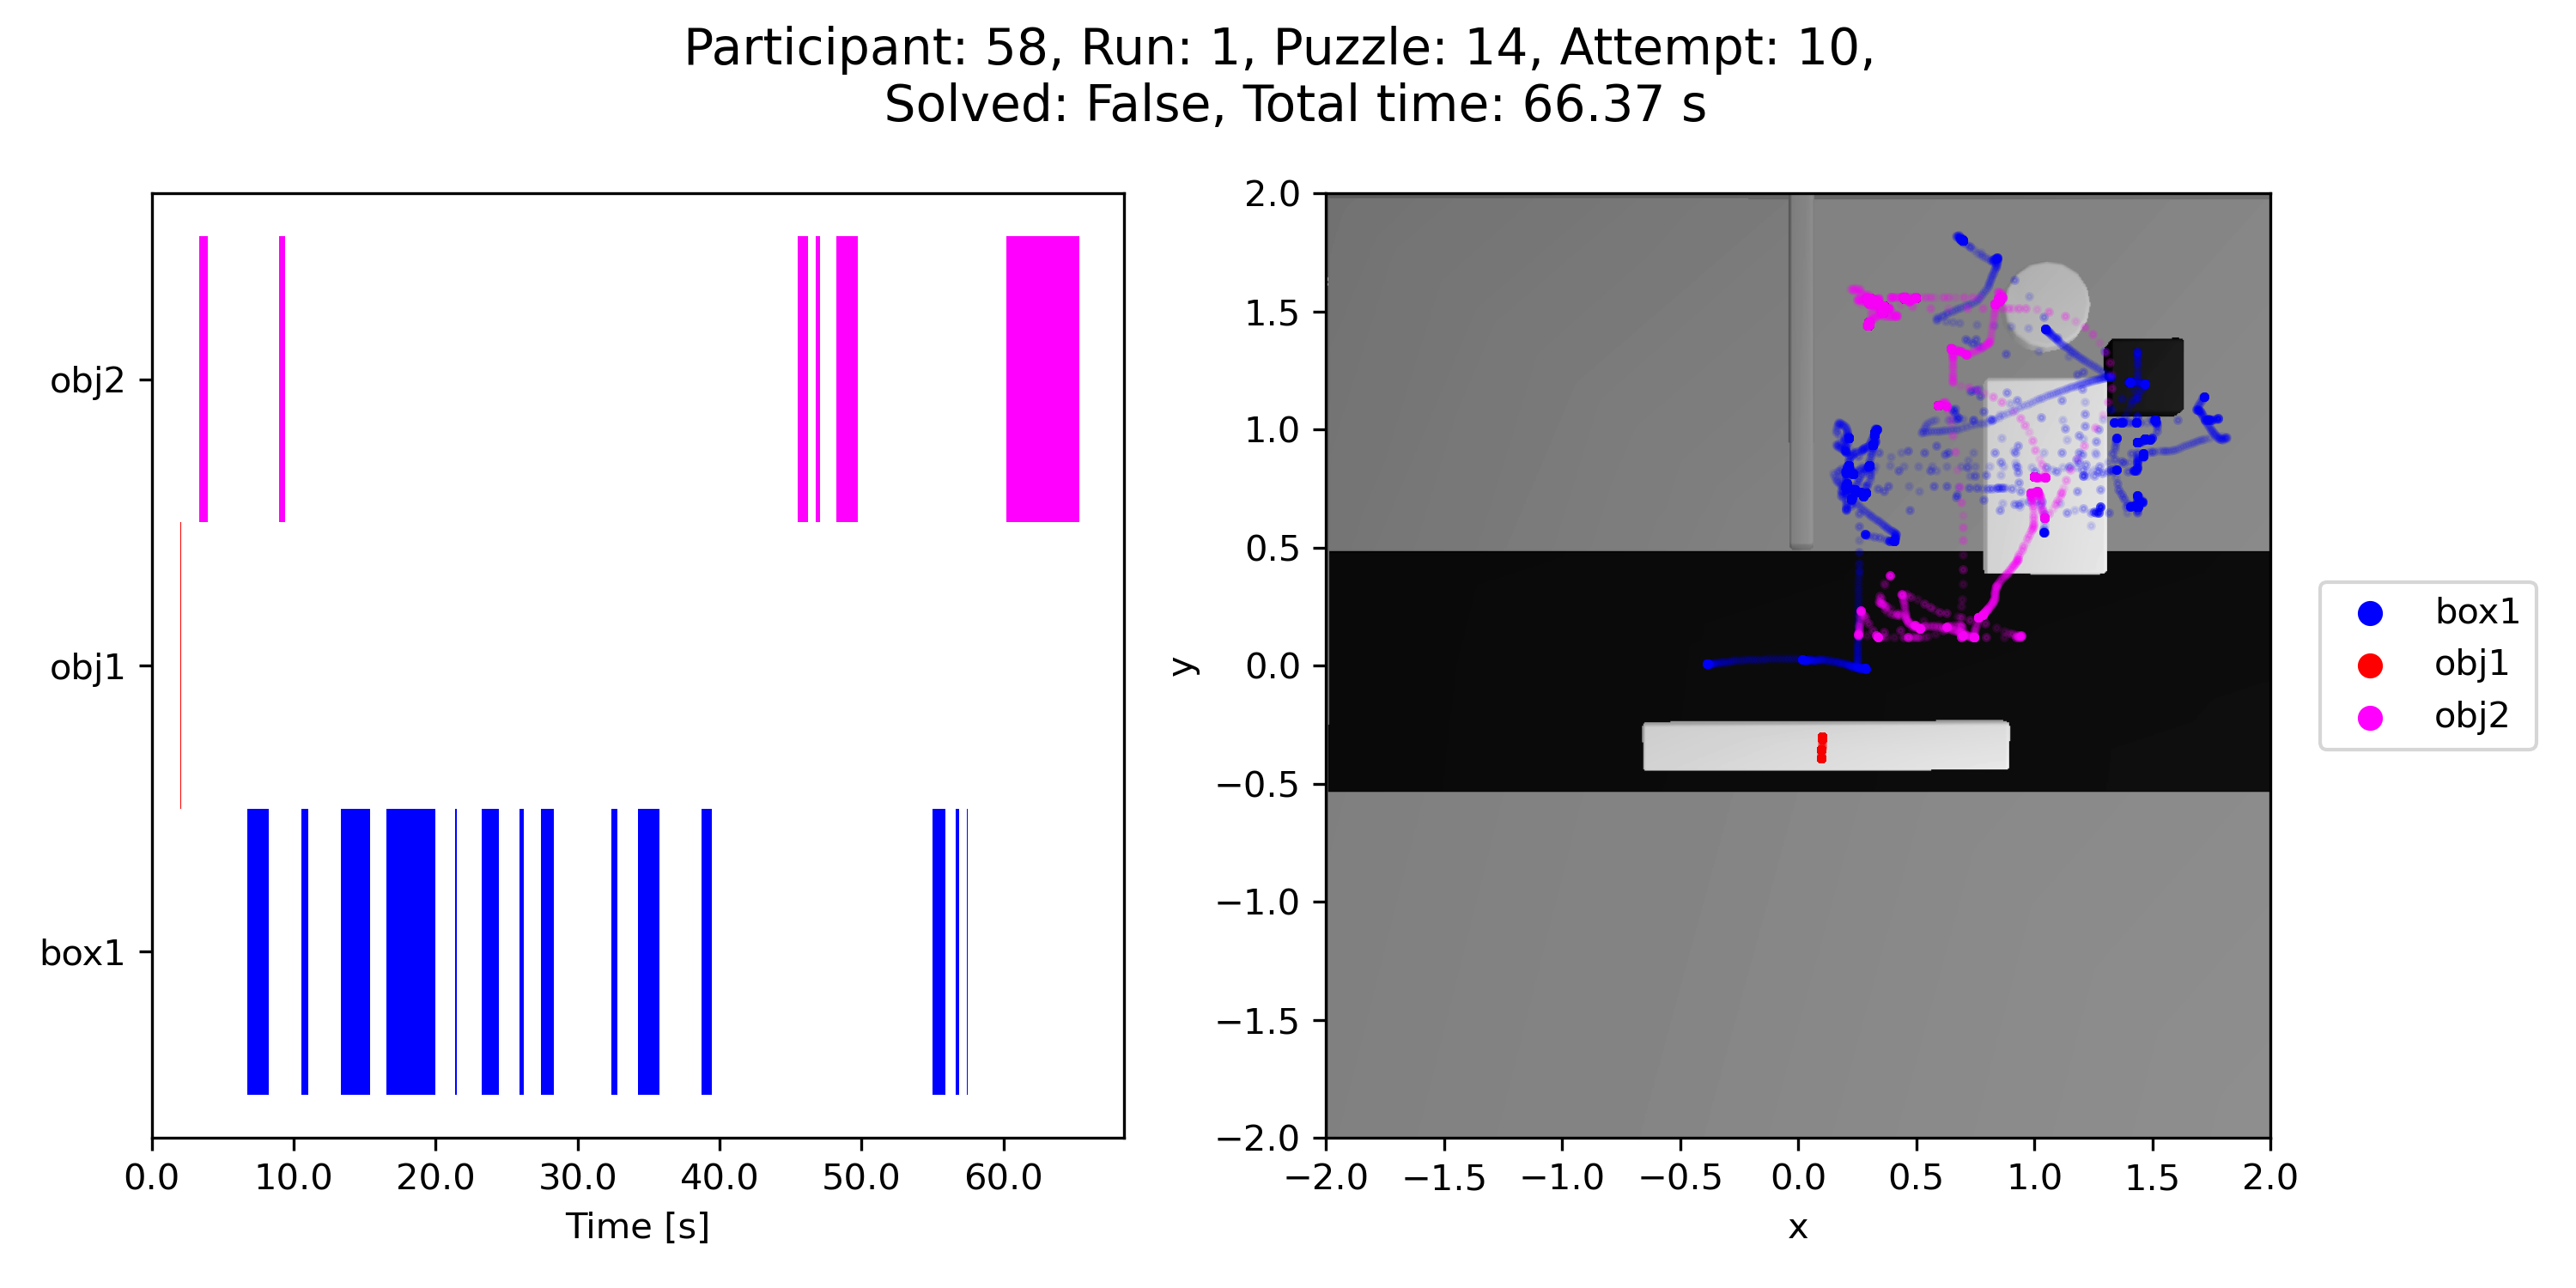 Participant: 58, Run: 1, Puzzle: 14, Attempt: 10,
Solved: False, Total time: 66.37 s
obj2
obj1
box1
0.0 10.0 20.0 30.0 40.0 50.0 60.0
Time [s]
2.0
1.5
1.0
0.5
0.0
−0.5
−1.0
−1.5
−2.0
y
−2.0 −1.5 −1.0 −0.5 0.0 0.5 1.0 1.5 2.0
x
box1
obj1
obj2